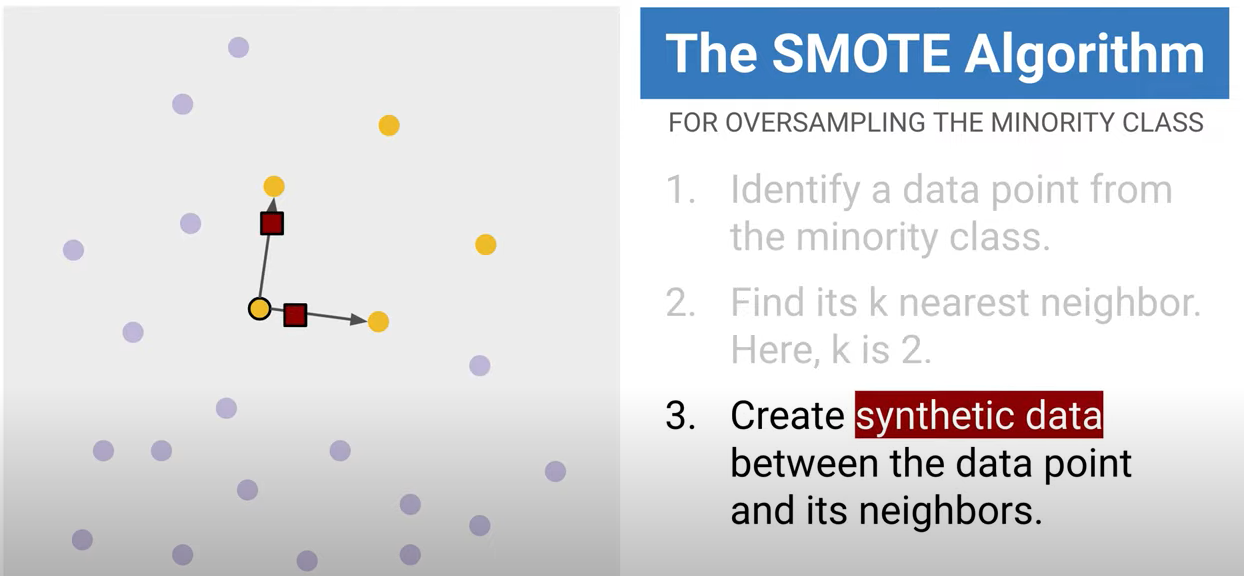 The SMOTE Algorithm
FOR OVERSAMPLING THE MINORITY CLASS
1. Identify a data point from
the minority class.
2. Find its k nearest neighbor.
Here, k is 2.
3. Create synthetic data
between the data point
and its neighbors.